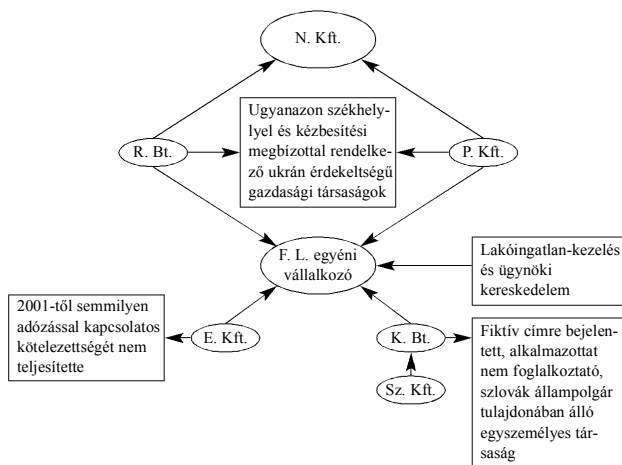 N. Kft.
Ugyanazon székhely-
lyel és kézbesítési
megbízottal rendelke-
ző ukrán érdekeltségű
gazdasági társaságok
R. Bt.
P. Kft.
F. L. egyéni
vállalkozó
Lakóingatlan-kezelés
és ügynöki
kereskedelem
2001-től semmilyen
adózással kapcsolatos
kötelezettségét nem
teljesítette
E. Kft.
K. Bt.
Sz. Kft.
Fiktív címre bejelen-
tett, alkalmazottat
nem foglalkoztató,
szlovák állampolgár
tulajdonában álló
egyszemélyes tár-
saság